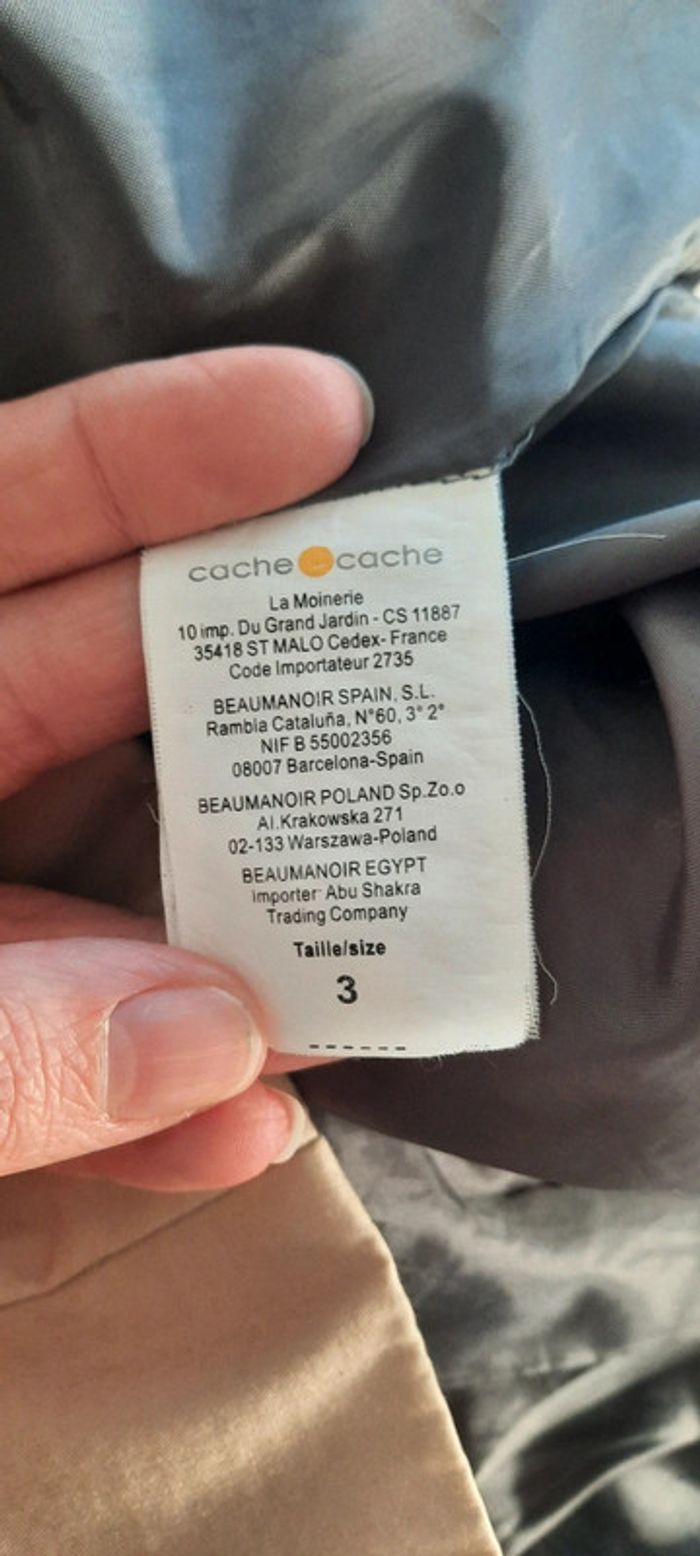 cache cache
La Moinerie
10 imp. Du Grand Jardin - CS 11887
35418 ST MALO Cedex- France
Code Importateur 2735
BEAUMANOIR SPAIN. S.L.
Rambla Cataluña, N°60, 3° 2°
NIF B 55002356
08007 Barcelona-Spain
BEAUMANOIR POLAND Sp.Zo.o
Al.Krakowska 271
02-133 Warszawa-Poland
BEAUMANOIR EGYPT
Importer Abu Shakra
Trading Company
Taille/size
3